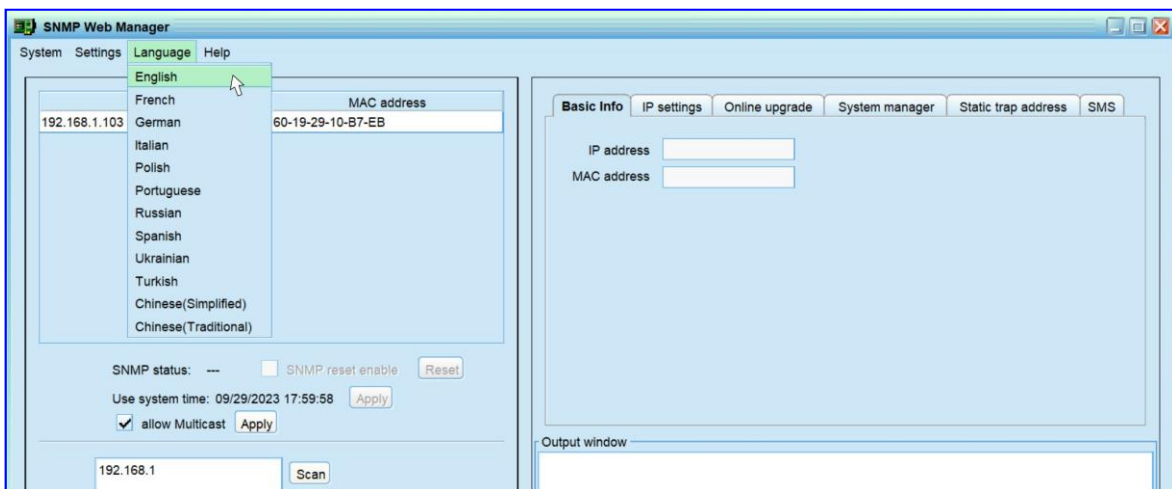 SNMP Web Manager
System Settings Language Help
English
French
German
Italian
Polish
Portuguese
Russian
Spanish
Ukrainian
Turkish
Chinese(Simplified)
Chinese(Traditional)
MAC address
192.168.1.103 60-19-29-10-B7-EB
SNMP status: --- SNMP reset enable Reset
Use system time: 09/29/2023 17:59:58 Apply
allow Multicast Apply
192.168.1 Scan
Basic Info IP settings Online upgrade System manager Static trap address SMS
IP address
MAC address
Output window